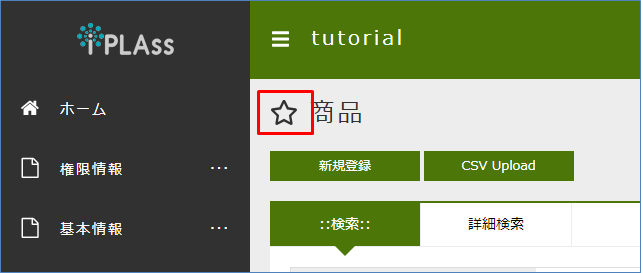 iPLAss
tutorial
ホーム
権限情報 ...
基本情報 ...
商品
新規登録 CSV Upload
::検索:: 詳細検索